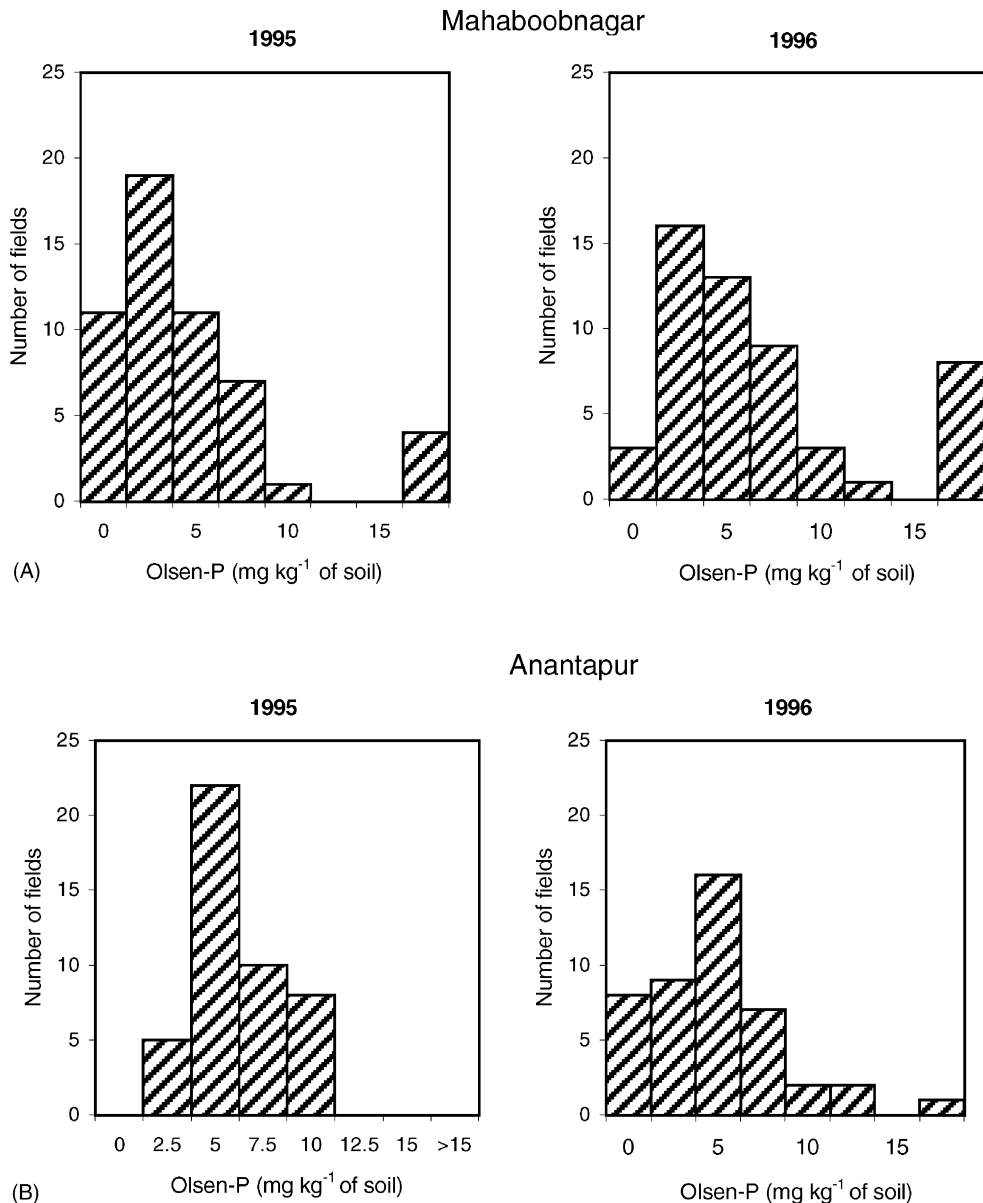 Mahaboobnagar
1995
25
20
15
10
5
0
Number of fields
0 5 10 15
Olsen-P (mg kg⁻¹ of soil)
1996
25
20
15
10
5
0
Number of fields
0 5 10 15
Olsen-P (mg kg⁻¹ of soil)
(A)
Anantapur
1995
25
20
15
10
5
0
Number of fields
0 2.5 5 7.5 10 12.5 15 >15
Olsen-P (mg kg⁻¹ of soil)
1996
25
20
15
10
5
0
Number of fields
0 5 10 15
Olsen-P (mg kg⁻¹ of soil)
(B)